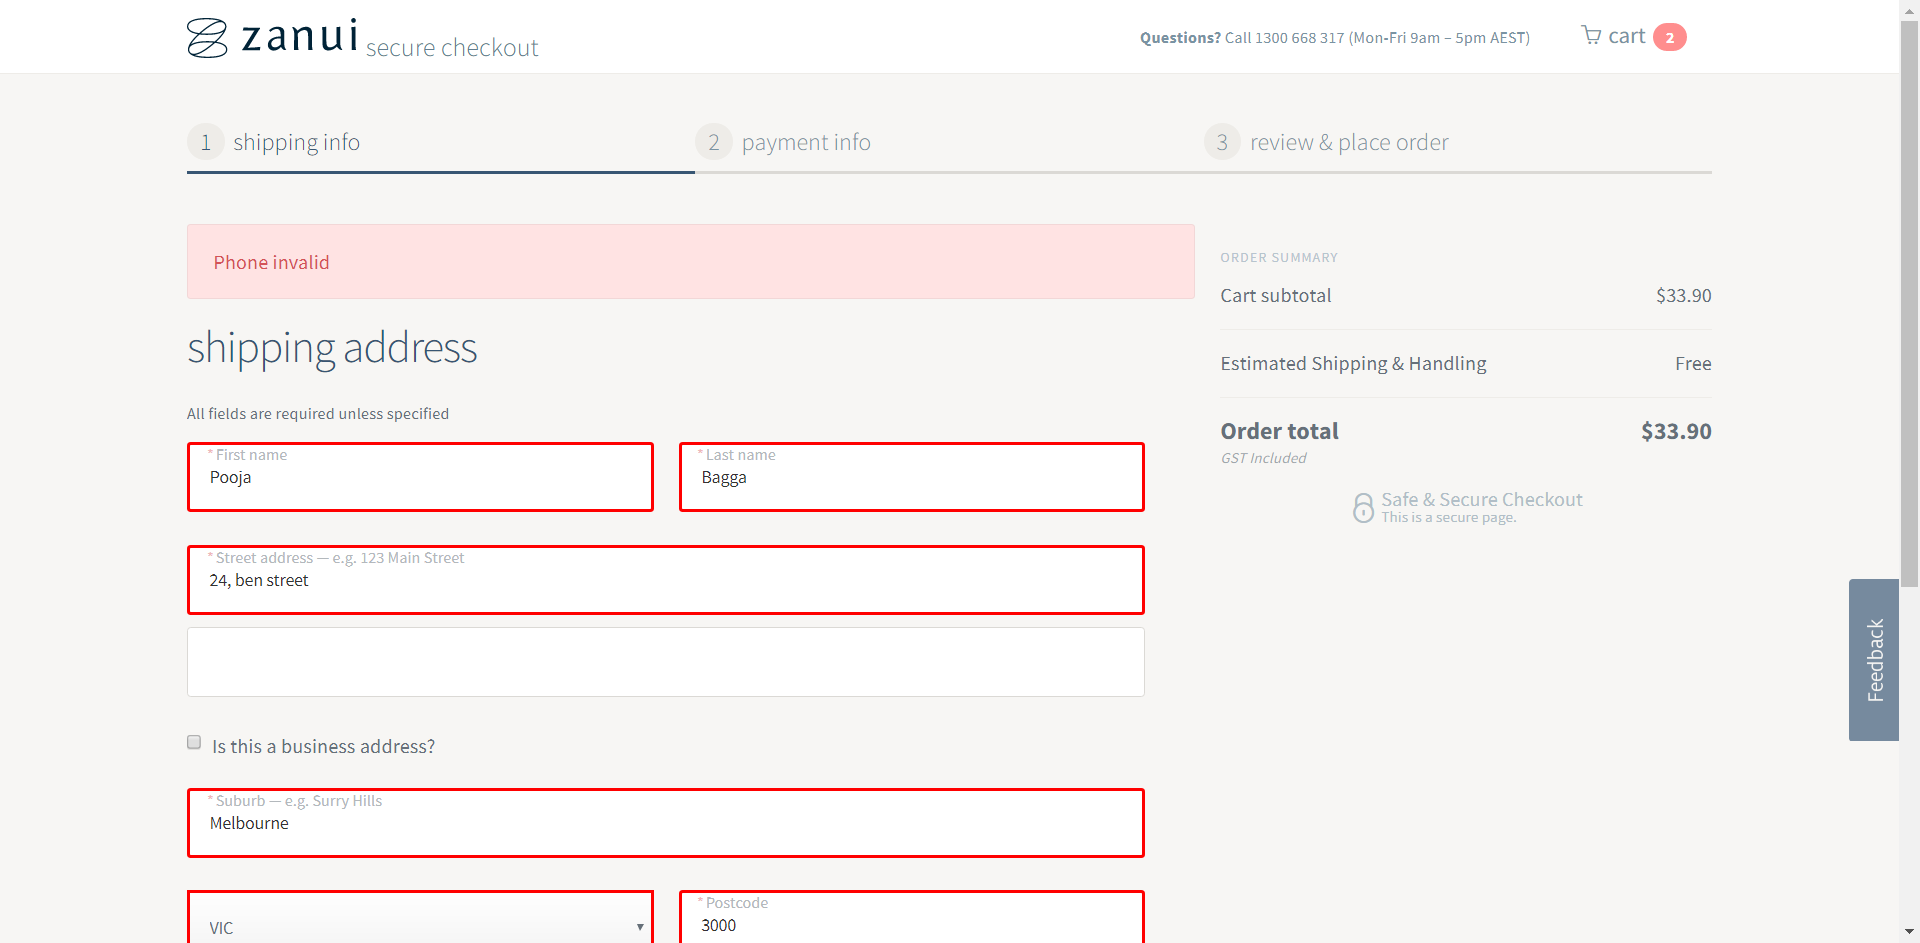 zanui secure checkout
Questions? Call 1300 668 317 (Mon-Fri 9am – 5pm AEST)
cart 2
1 shipping info
2 payment info
3 review & place order
Phone invalid
shipping address
All fields are required unless specified
* First name
Pooja
* Last name
Bagga
* Street address — e.g. 123 Main Street
24, ben street
Is this a business address?
* Suburb — e.g. Surry Hills
Melbourne
VIC
* Postcode
3000
ORDER SUMMARY
Cart subtotal $33.90
Estimated Shipping & Handling Free
Order total $33.90
GST Included
Safe & Secure Checkout
This is a secure page.
Feedback